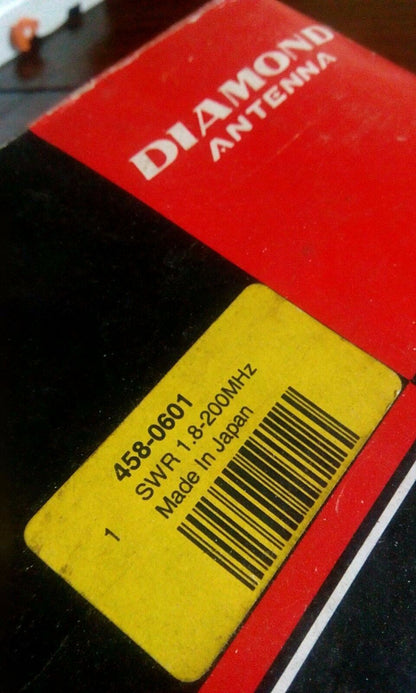 DIAMOND
ANTENNA
458-0601
1 SWR 1.8-200MHz
Made In Japan